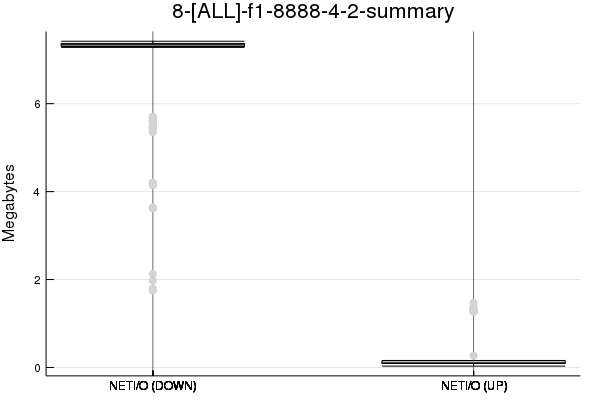 8-[ALL]-f1-8888-4-2-summary
Megabytes
6
4
2
0
NETI/O (DOWN)
NETI/O (UP)